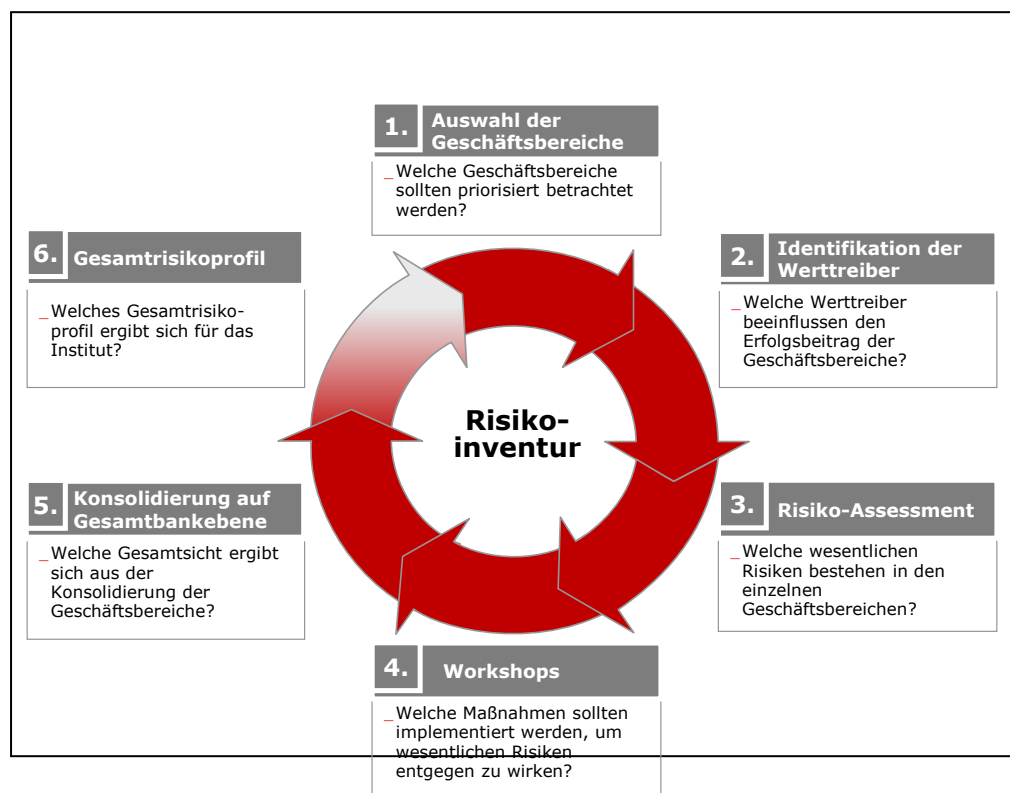 1. Auswahl der
Geschäftsbereiche
_Welche Geschäftsbereiche
sollten priorisiert betrachtet
werden?
2. Identifikation der
Werttreiber
_Welche Werttreiber
beeinflussen den
Erfolgsbeitrag der
Geschäftsbereiche?
3. Risiko-Assessment
_Welche wesentlichen
Risiken bestehen in den
einzelnen
Geschäftsbereichen?
4. Workshops
_Welche Maßnahmen sollten
implementiert werden, um
wesentlichen Risiken
entgegen zu wirken?
5. Konsolidierung auf
Gesamtbankebene
_Welche Gesamtsicht ergibt
sich aus der
Konsolidierung der
Geschäftsbereiche?
6. Gesamtrisikoprofil
_Welches Gesamtrisiko-
profil ergibt sich für das
Institut?
Risiko-
inventur